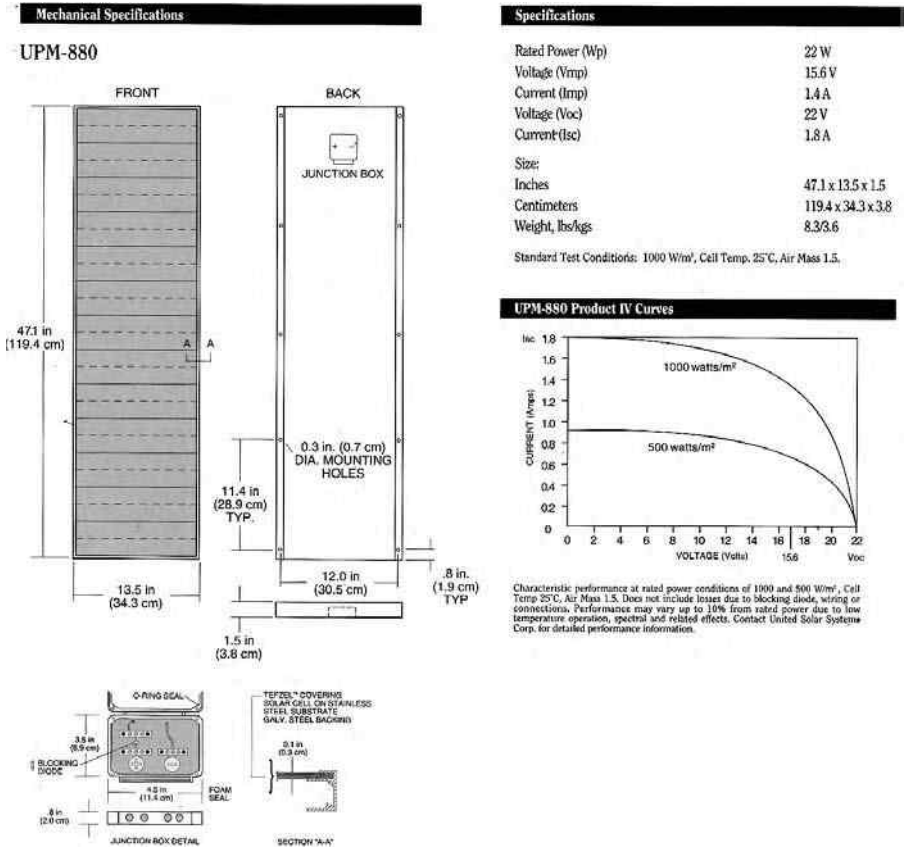 Mechanical Specifications
UPM-880
FRONT
BACK
JUNCTION BOX
47.1 in
(119.4 cm)
A A
0.3 in. (0.7 cm)
DIA. MOUNTING
HOLES
11.4 in
(28.9 cm)
TYP.
13.5 in
(34.3 cm)
12.0 in
(30.5 cm)
.8 in.
(1.9 cm)
TYP
1.5 in
(3.8 cm)
O-RING SEAL
3.5 in
(8.9 cm)
BLOCKING
DIODE
4.5 in
(11.4 cm)
FOAM
SEAL
.8 in
(2.0 cm)
JUNCTION BOX DETAIL
TEFZEL™ COVERING
SOLAR CELL ON STAINLESS
STEEL SUBSTRATE
GALV. STEEL BACKING
0.1 in
(0.3 cm)
SECTION "A-A"
Specifications
Rated Power (Wp) 22 W
Voltage (Vmp) 15.6 V
Current (Imp) 1.4 A
Voltage (Voc) 22 V
Current (Isc) 1.8 A
Size:
Inches 47.1 x 13.5 x 1.5
Centimeters 119.4 x 34.3 x 3.8
Weight, lbs/kgs 8.3/3.6
Standard Test Conditions: 1000 W/m², Cell Temp. 25°C, Air Mass 1.5.
UPM-880 Product IV Curves
1.8
1.6
1.4
1.2
1.0
0.8
0.6
0.4
0.2
0
CURRENT (Amps)
1000 watts/m²
500 watts/m²
0 2 4 6 8 10 12 14 16 18 20 22
VOLTAGE (Volts) 15.6 Voc
Characteristic performance at rated power conditions of 1000 and 500 W/m², Cell
Temp 25°C, Air Mass 1.5. Does not include losses due to blocking diode, wiring or
connections. Performance may vary up to 10% from rated power due to low
temperature operation, spectral and related effects. Contact United Solar Systems
Corp. for detailed performance information.